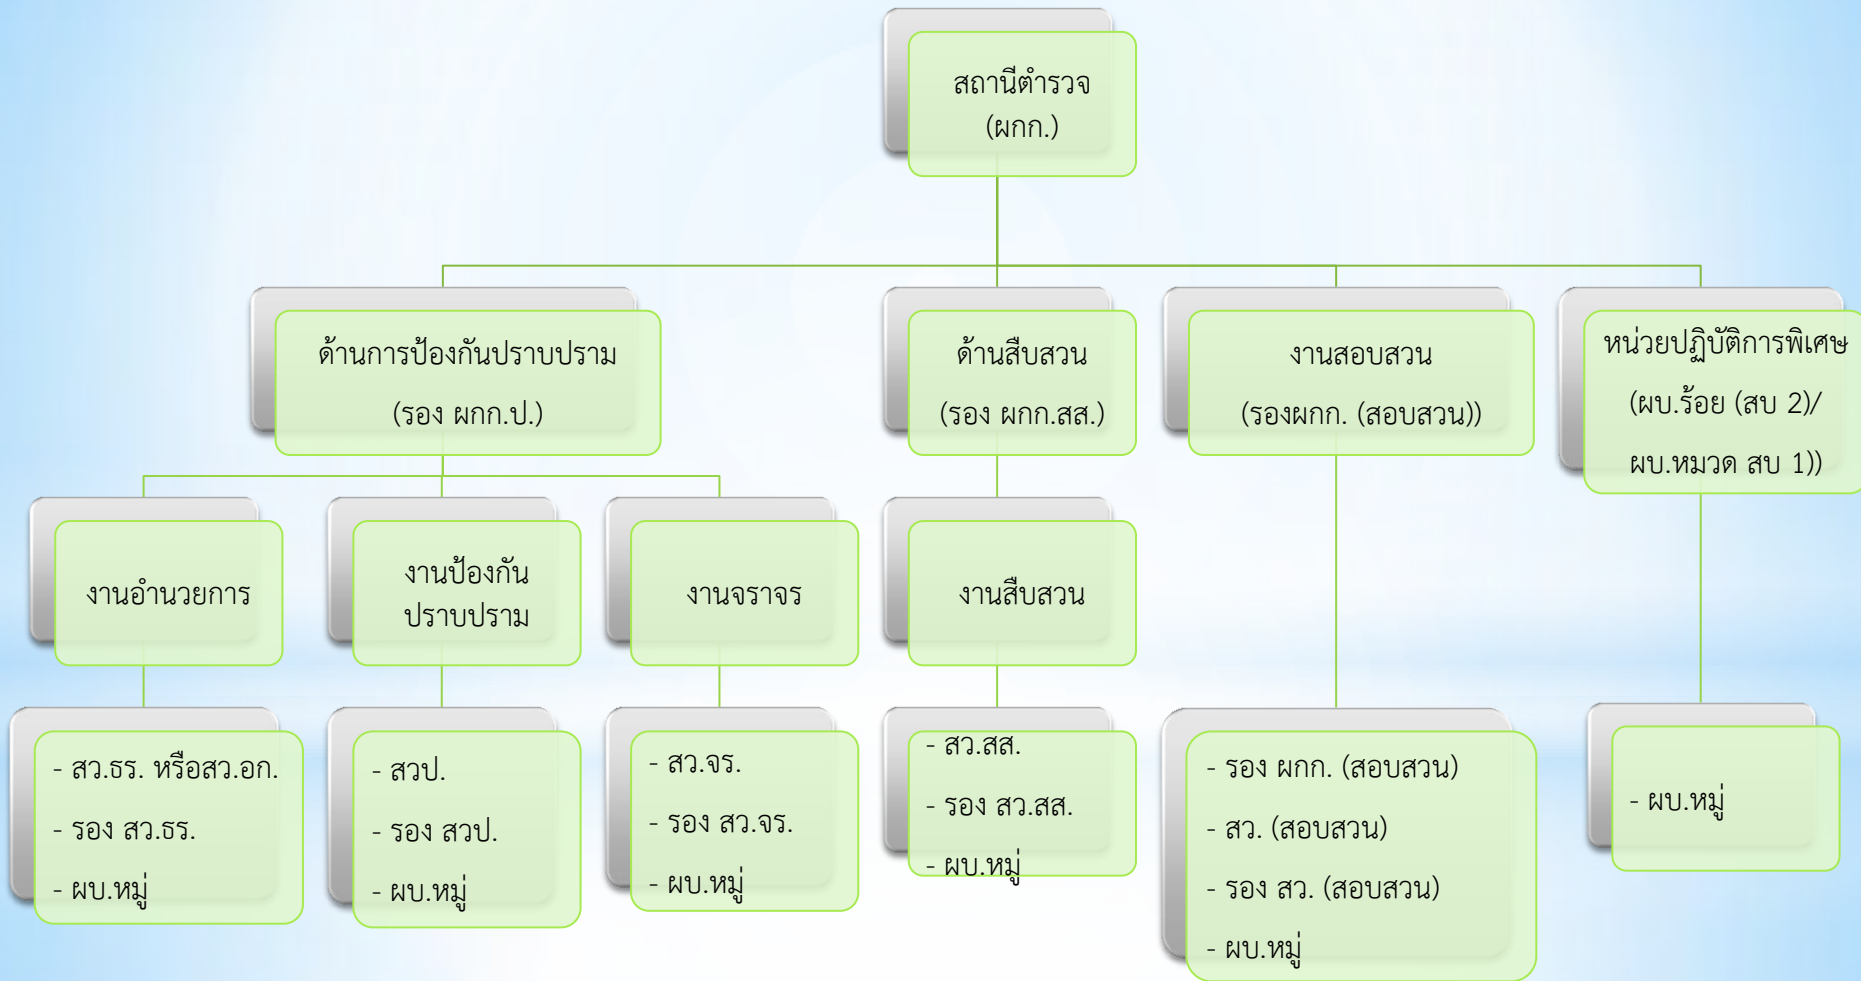 สถานีตำรวจ
(ผกก.)
ด้านการป้องกันปราบปราม
(รอง ผกก.ป.)
ด้านสืบสวน
(รอง ผกก.สส.)
งานสอบสวน
(รองผกก. (สอบสวน))
หน่วยปฏิบัติการพิเศษ
(ผบ.ร้อย (สบ 2)/
ผบ.หมวด สบ 1))
งานอำนวยการ
งานป้องกัน
ปราบปราม
งานจราจร
งานสืบสวน
- สว.ธร. หรือสว.อก.
- รอง สว.ธร.
- ผบ.หมู่
- สวป.
- รอง สวป.
- ผบ.หมู่
- สว.จร.
- รอง สว.จร.
- ผบ.หมู่
- สว.สส.
- รอง สว.สส.
- ผบ.หมู่
- รอง ผกก. (สอบสวน)
- สว. (สอบสวน)
- รอง สว. (สอบสวน)
- ผบ.หมู่
- ผบ.หมู่